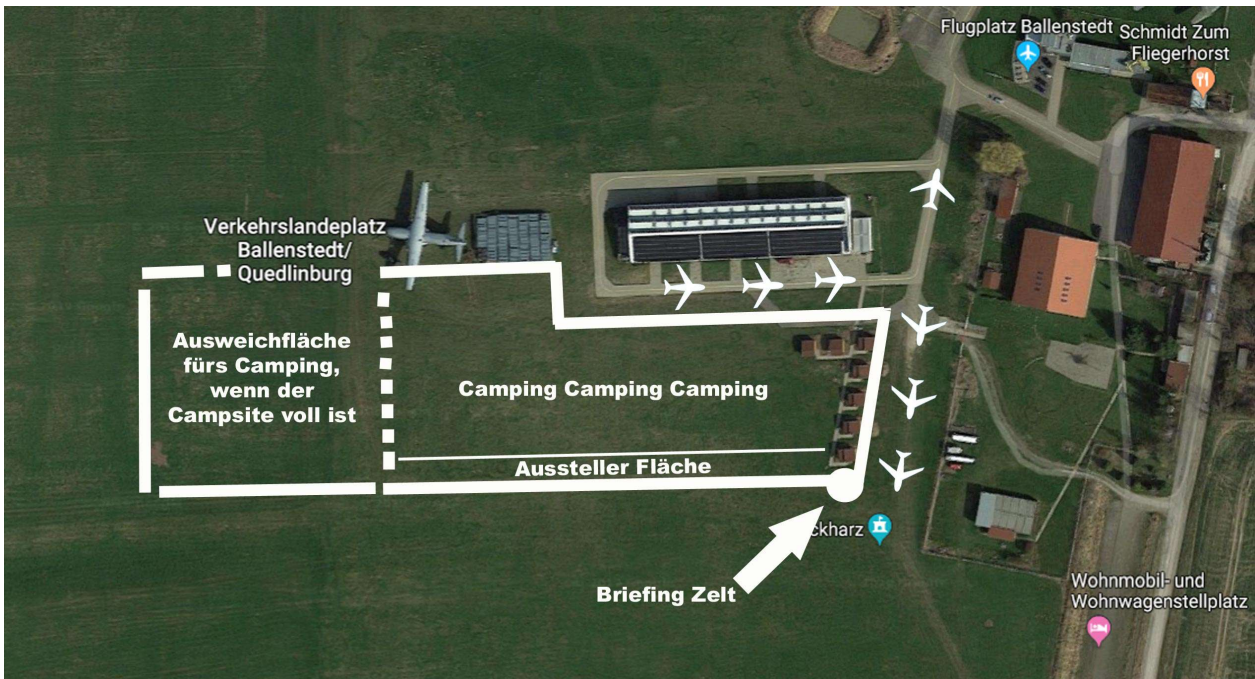 Flugplatz Ballenstedt
Schmidt Zum
Fliegerhorst
Verkehrslandeplatz
Ballenstedt/
Quedlinburg
Ausweichfläche
fürs Camping,
wenn der
Campsite voll ist
Camping Camping Camping
Aussteller Fläche
ckharz
Briefing Zelt
Wohnmobil- und
Wohnwagenstellplatz